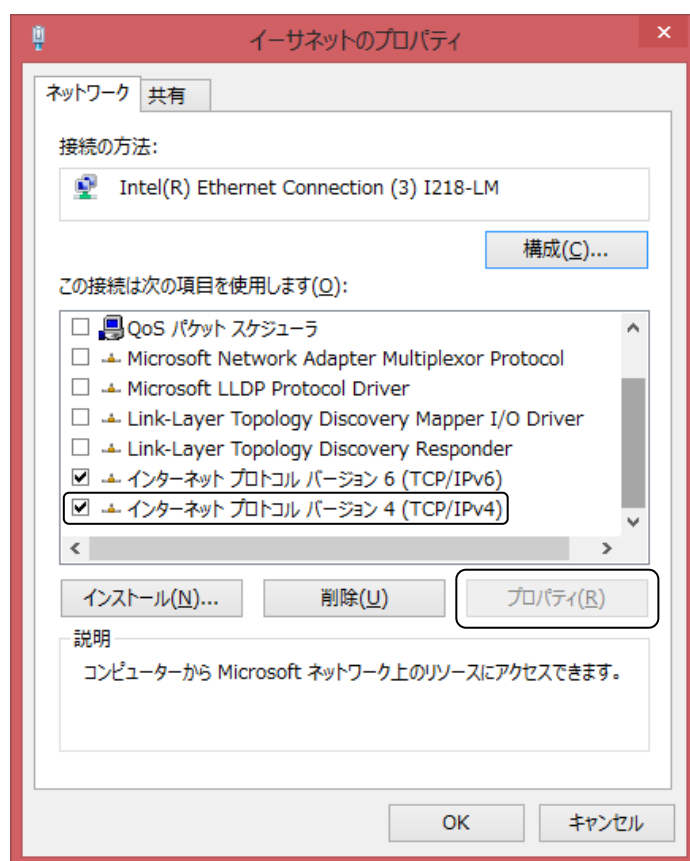 イーサネットのプロパティ
ネットワーク 共有
接続の方法:
Intel(R) Ethernet Connection (3) I218-LM
構成(C)...
この接続は次の項目を使用します(O):
QoS パケット スケジューラ
Microsoft Network Adapter Multiplexor Protocol
Microsoft LLDP Protocol Driver
Link-Layer Topology Discovery Mapper I/O Driver
Link-Layer Topology Discovery Responder
インターネット プロトコル バージョン 6 (TCP/IPv6)
インターネット プロトコル バージョン 4 (TCP/IPv4)
インストール(N)... 削除(U) プロパティ(R)
説明
コンピューターから Microsoft ネットワーク上のリソースにアクセスできます。
OK キャンセル